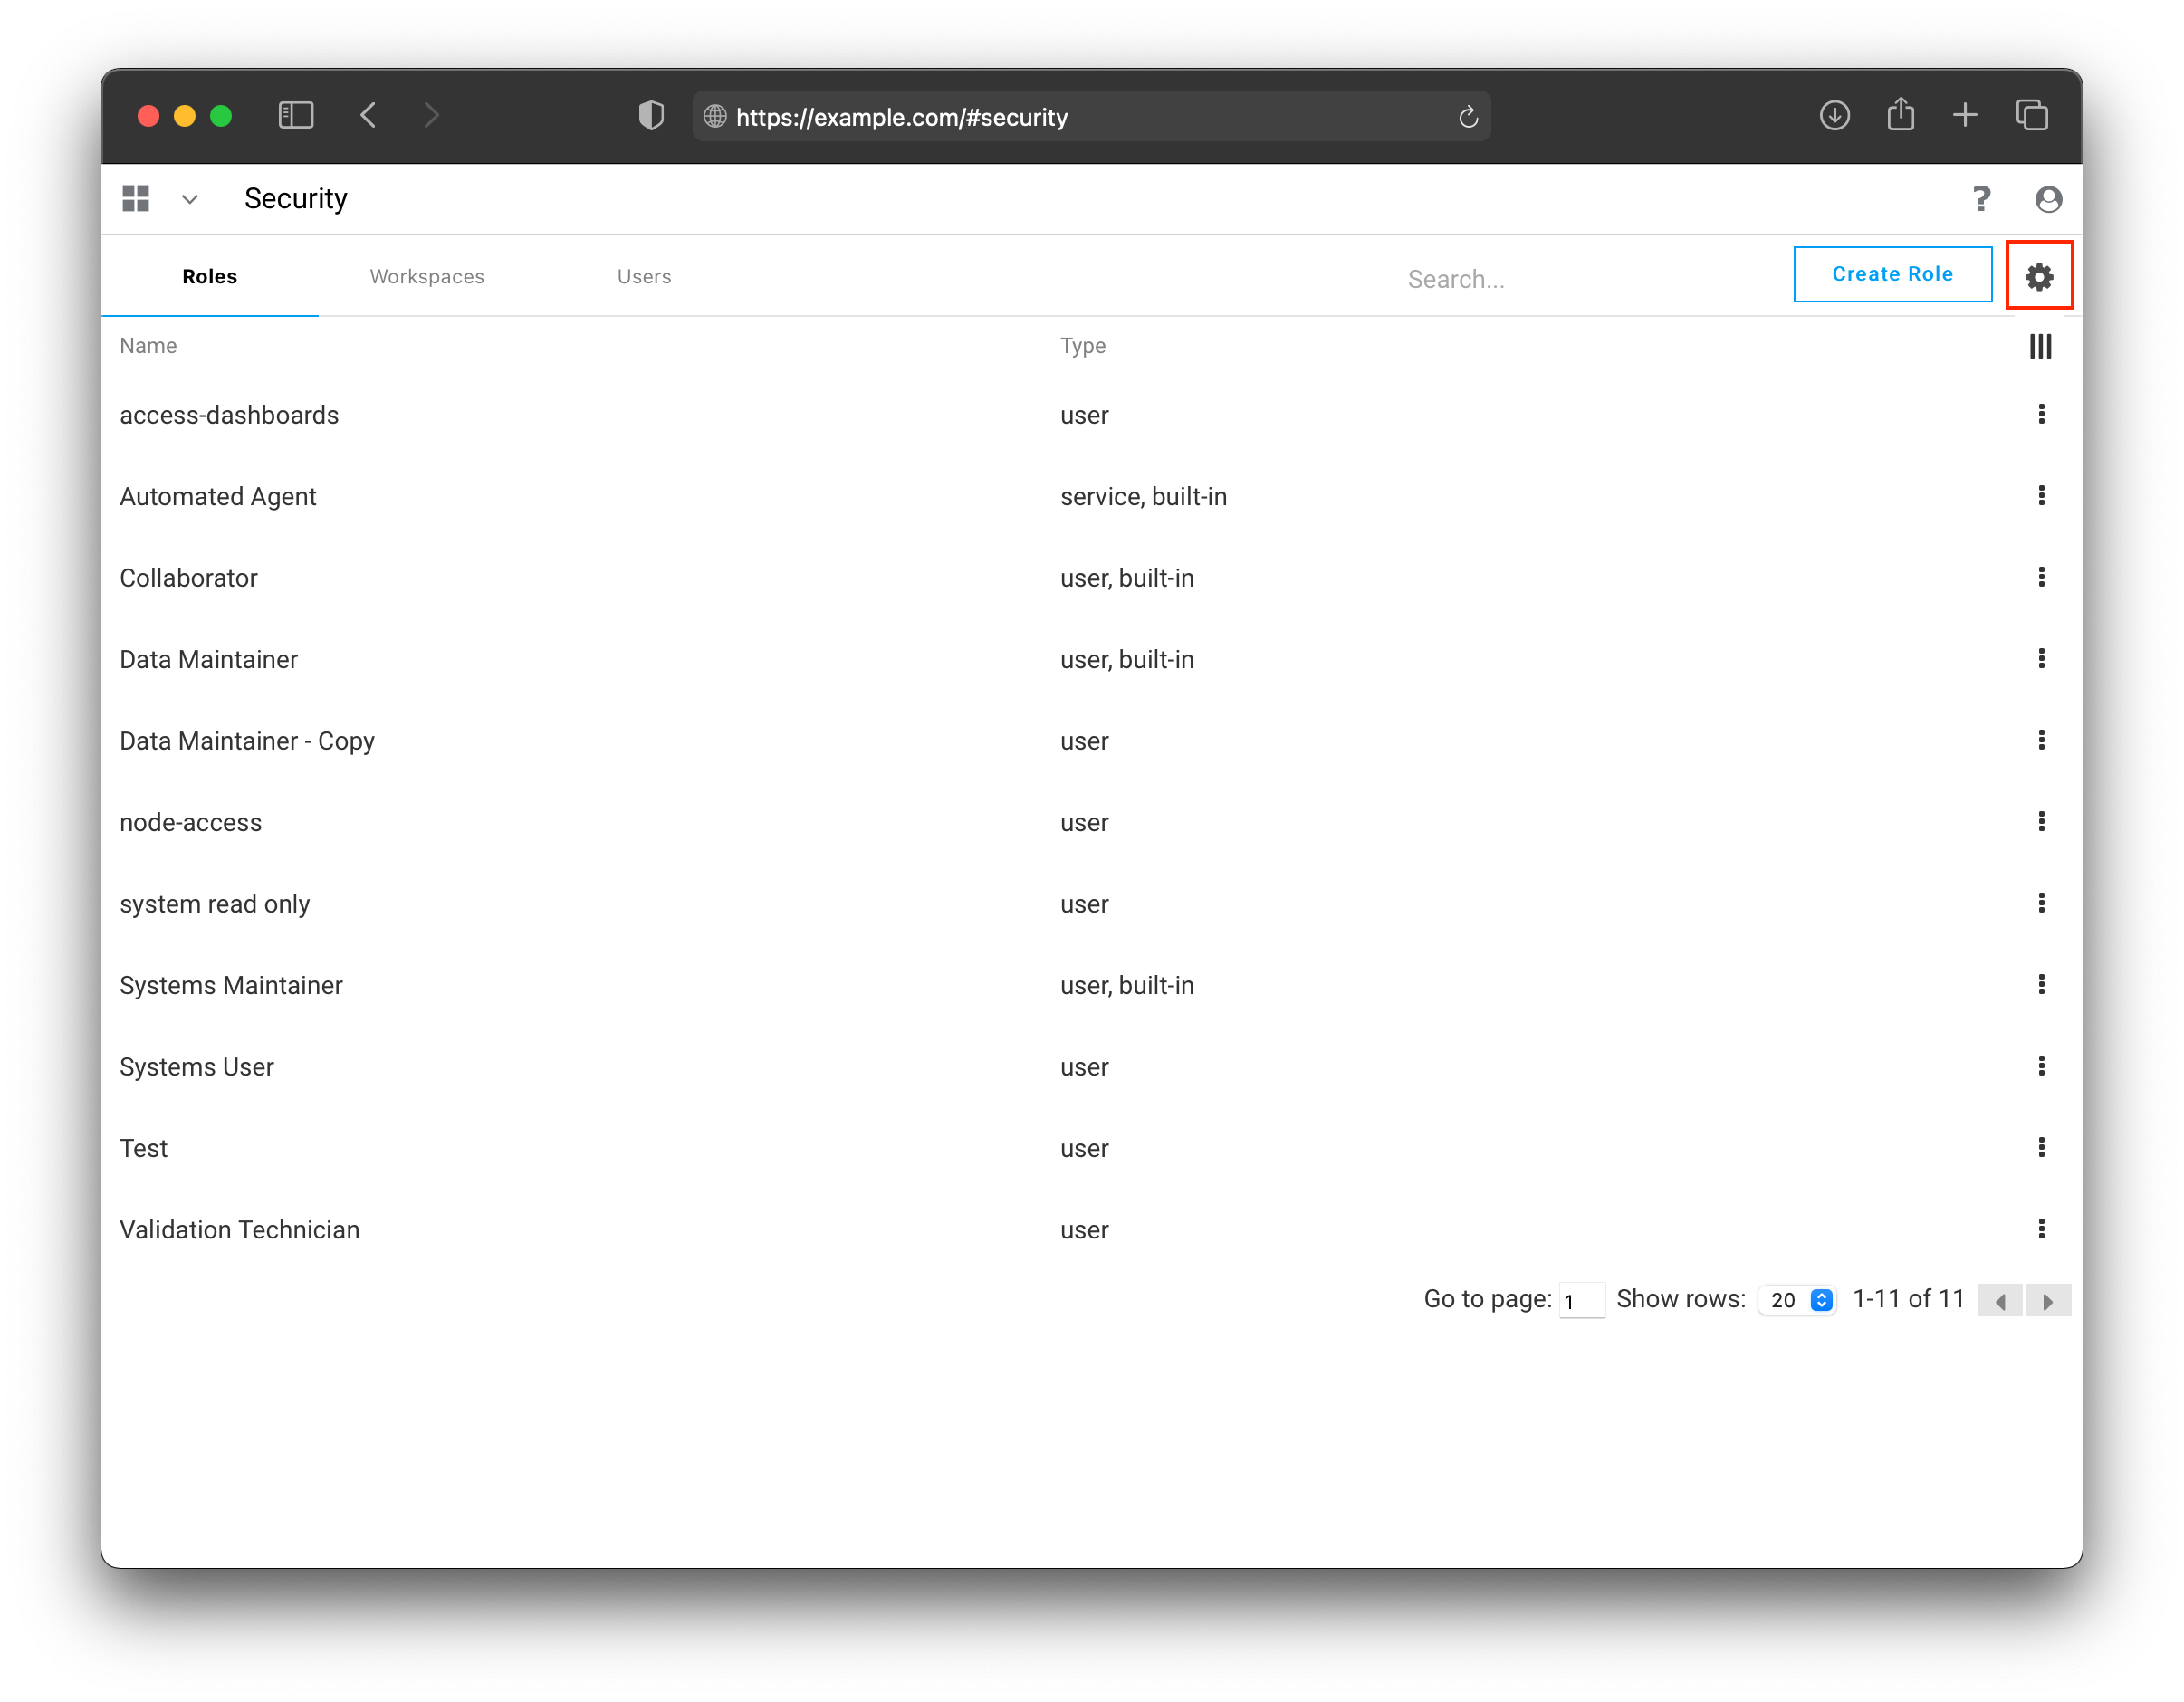 https://example.com/#security
Security
?
Roles Workspaces Users Search... Create Role
Name Type
access-dashboards user
Automated Agent service, built-in
Collaborator user, built-in
Data Maintainer user, built-in
Data Maintainer - Copy user
node-access user
system read only user
Systems Maintainer user, built-in
Systems User user
Test user
Validation Technician user
Go to page: 1 Show rows: 20 1-11 of 11